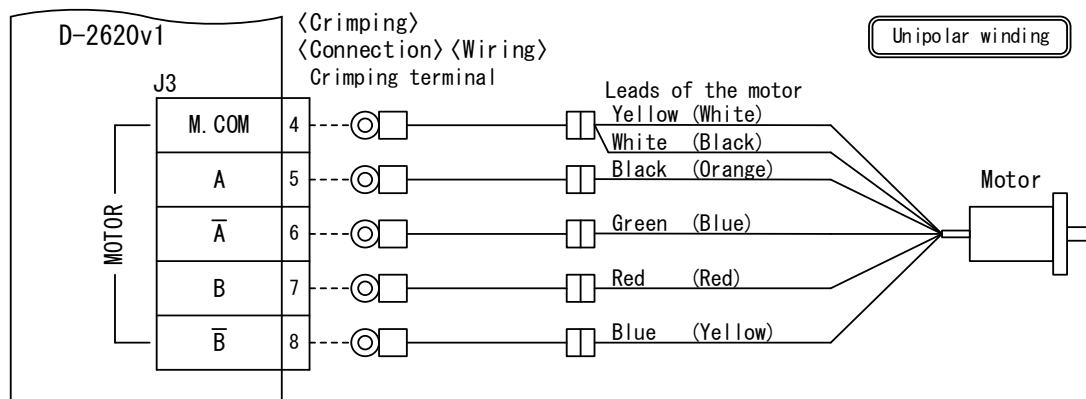 D-2620v1
〈Crimping〉
〈Connection〉〈Wiring〉
Crimping terminal
Unipolar winding
J3
Leads of the motor
MOTOR
M.COM 4 Yellow (White)
White (Black)
A 5 Black (Orange)
Motor
A̅ 6 Green (Blue)
B 7 Red (Red)
B̅ 8 Blue (Yellow)